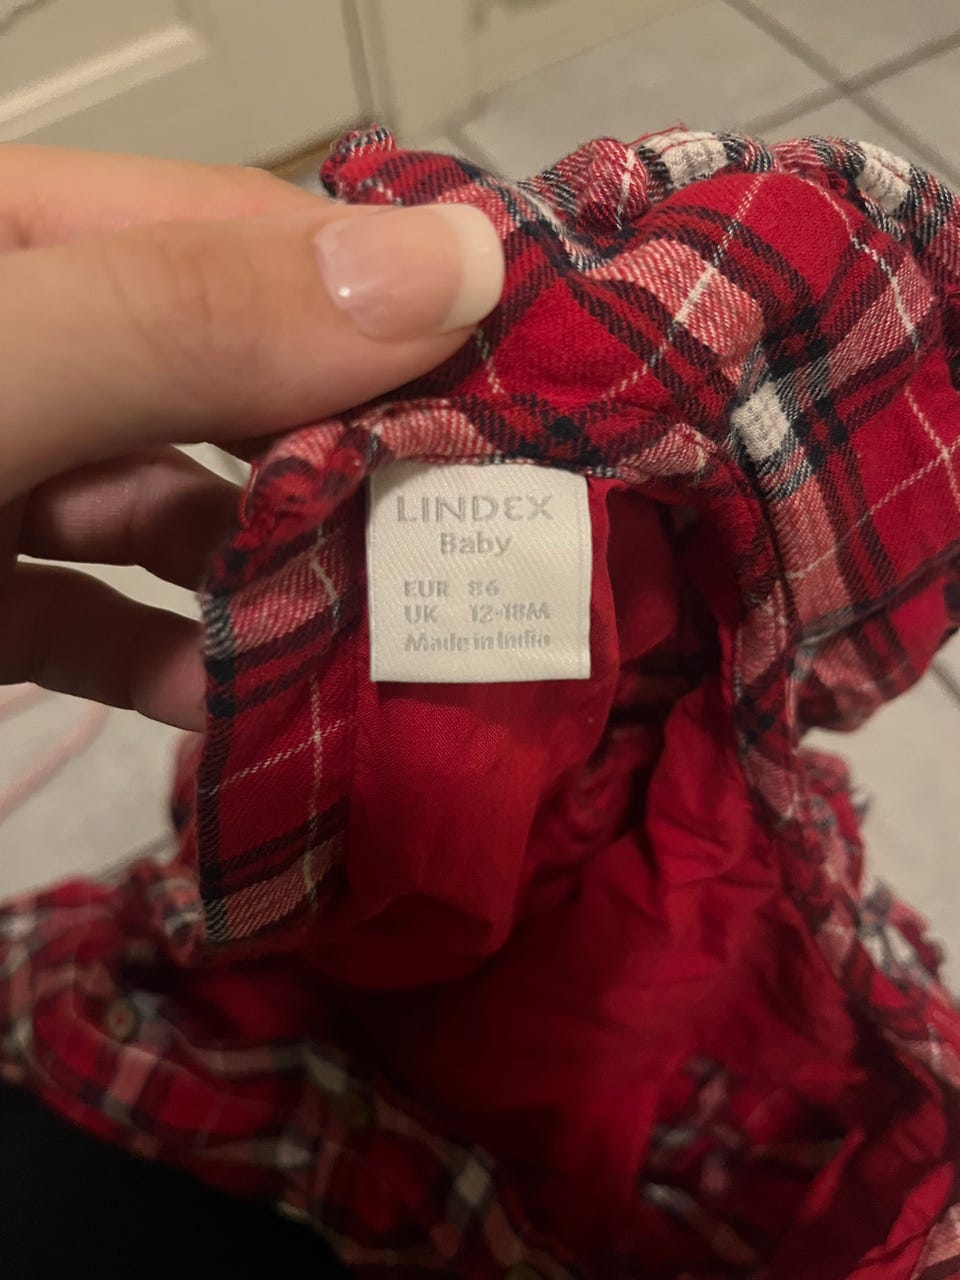 LINDEX
Baby
EUR 86
UK 12-18M
Made in India